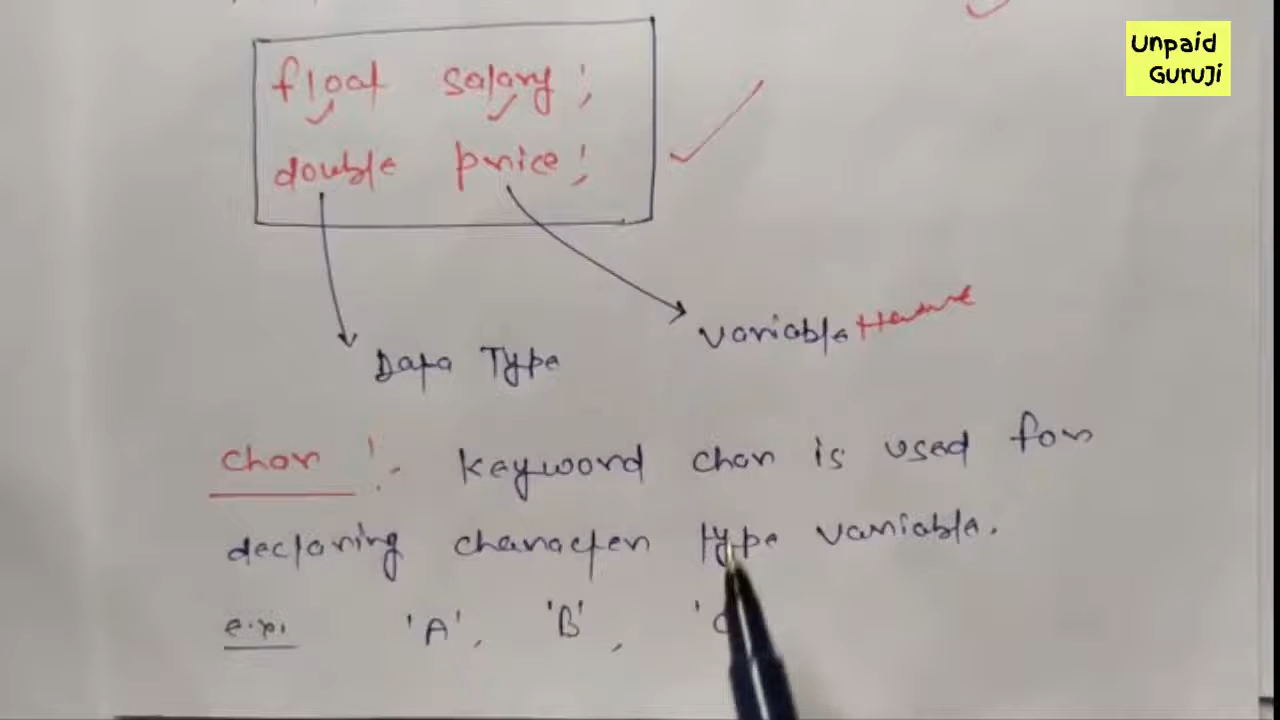 Unpaid
GuruJi
float salary;
double price;
Data Type
variable Name
char :-  keyword char is used for
declaring character type variable.
e.x. 'A', 'B', '